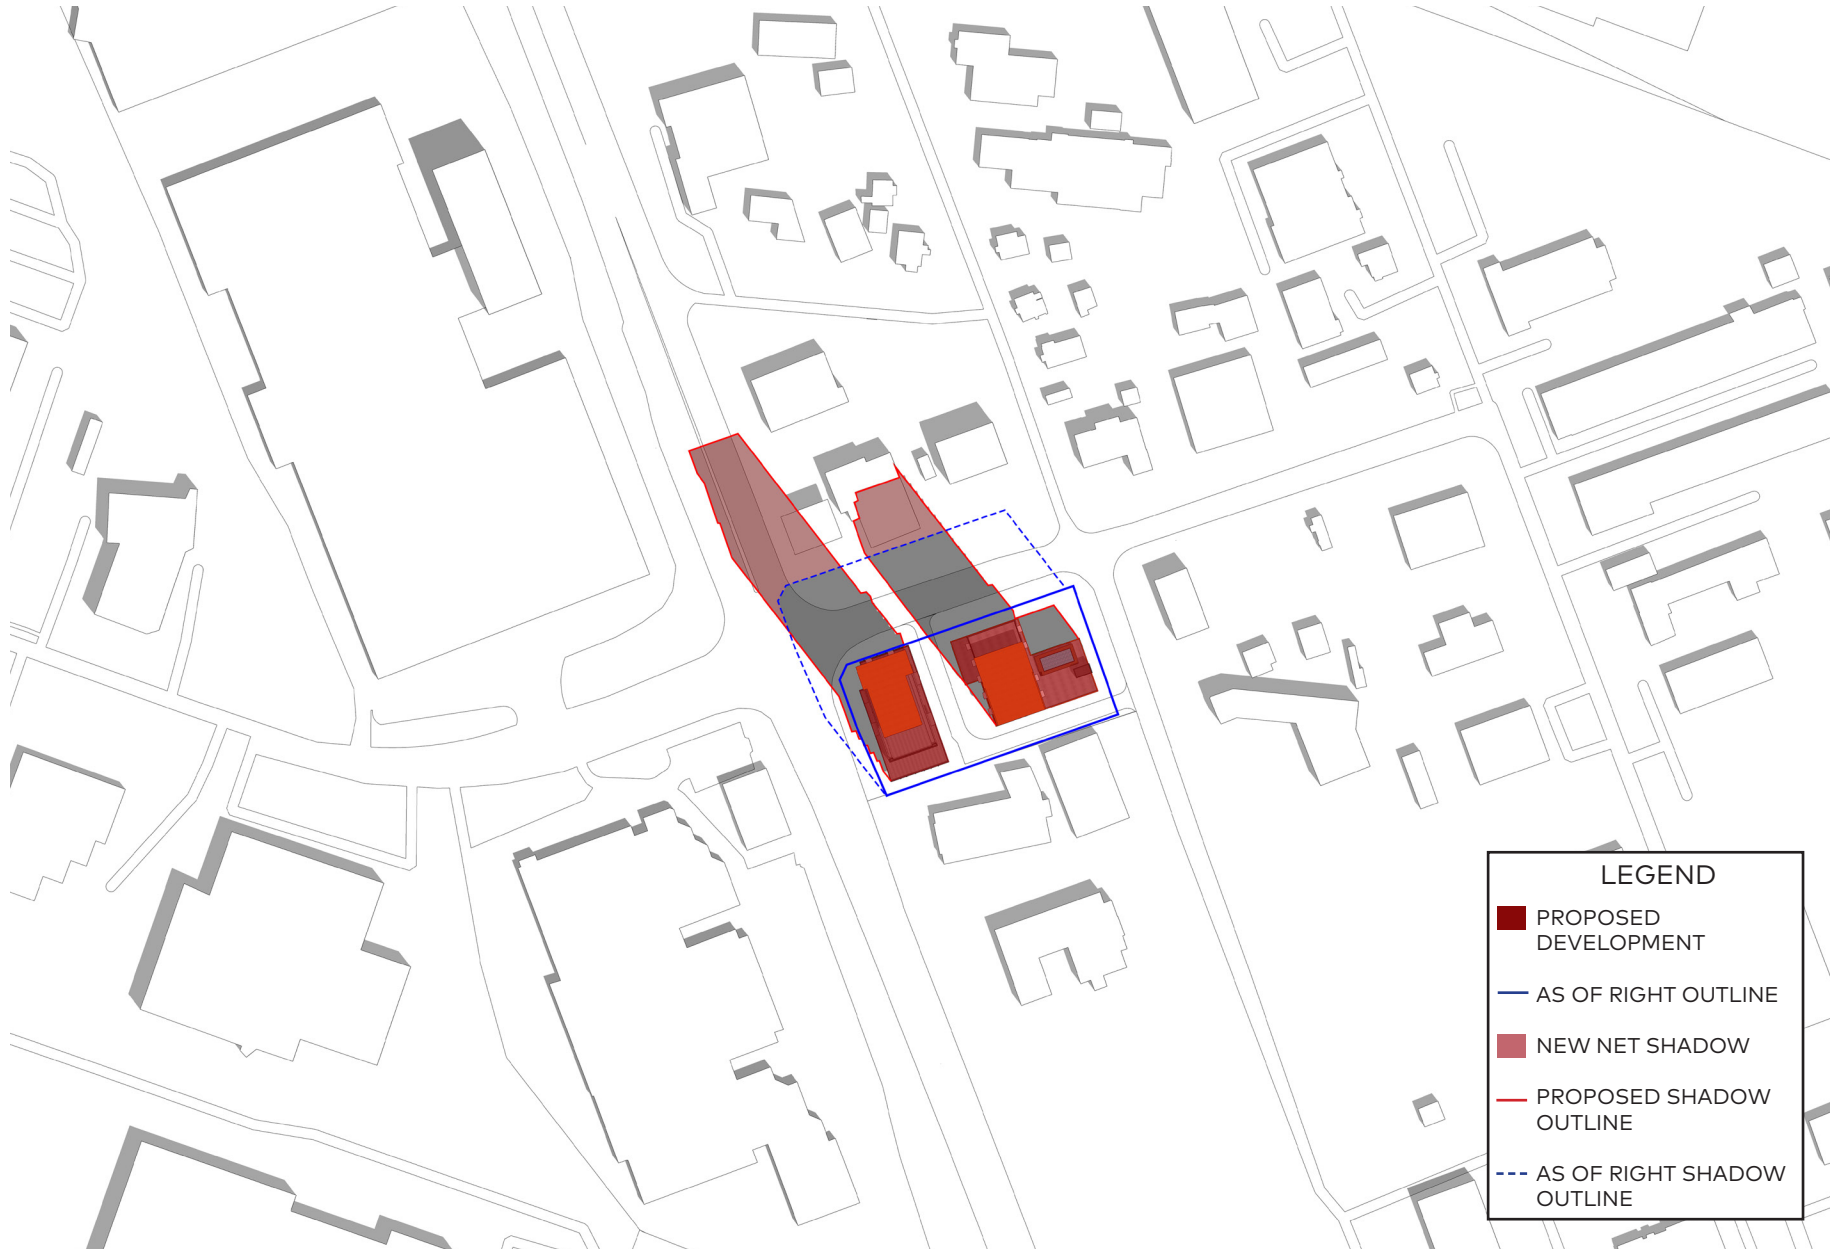 LEGEND
PROPOSED
DEVELOPMENT
AS OF RIGHT OUTLINE
NEW NET SHADOW
PROPOSED SHADOW
OUTLINE
AS OF RIGHT SHADOW
OUTLINE